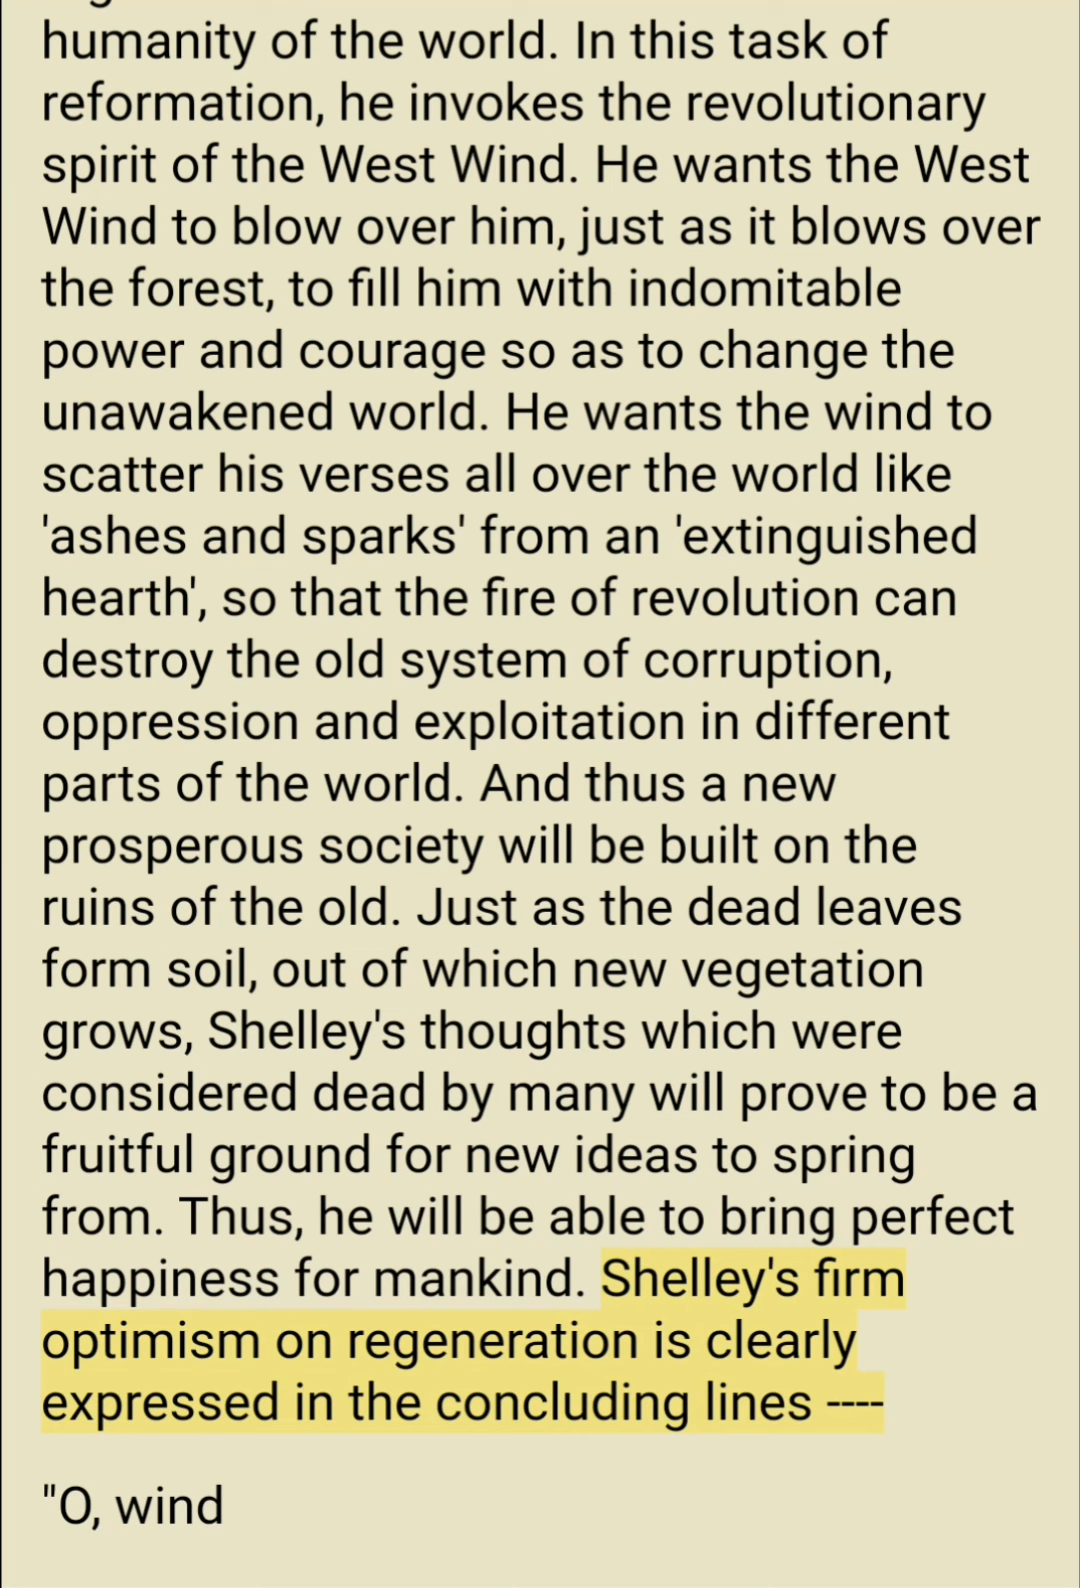 humanity of the world. In this task of
reformation, he invokes the revolutionary
spirit of the West Wind. He wants the West
Wind to blow over him, just as it blows over
the forest, to fill him with indomitable
power and courage so as to change the
unawakened world. He wants the wind to
scatter his verses all over the world like
'ashes and sparks' from an 'extinguished
hearth', so that the fire of revolution can
destroy the old system of corruption,
oppression and exploitation in different
parts of the world. And thus a new
prosperous society will be built on the
ruins of the old. Just as the dead leaves
form soil, out of which new vegetation
grows, Shelley's thoughts which were
considered dead by many will prove to be a
fruitful ground for new ideas to spring
from. Thus, he will be able to bring perfect
happiness for mankind. Shelley's firm
optimism on regeneration is clearly
expressed in the concluding lines ----
"O, wind